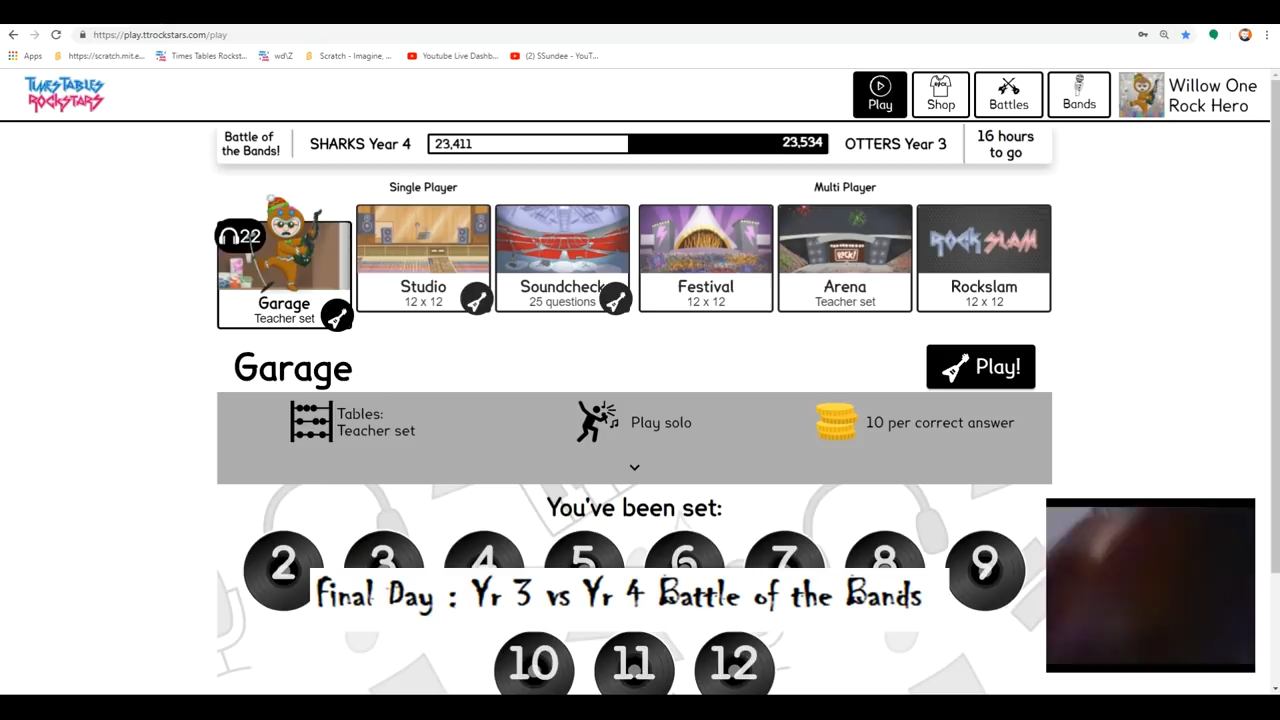 https://play.ttrockstars.com/play
Apps
https://scratch.mit.e...
Times Tables Rockst...
wd\Z
Scratch - Imagine, ...
Youtube Live Dashb...
(2) SSundee - YouT...
TIMES TABLES
ROCKSTARS
Play
Shop
Battles
Bands
Willow One
Rock Hero
Battle of
the Bands!
SHARKS Year 4
23,411
23,534
OTTERS Year 3
16 hours
to go
Single Player
Multi Player
22
Garage
Teacher set
Studio
12 x 12
Soundcheck
25 questions
ROCK!
Festival
12 x 12
Arena
Teacher set
ROCK SLAM
Rockslam
12 x 12
Garage
Play!
Tables:
Teacher set
Play solo
10 per correct answer
You've been set:
2 3 4 5 6 7 8 9
Final Day : Yr 3 vs Yr 4 Battle of the Bands
10 11 12